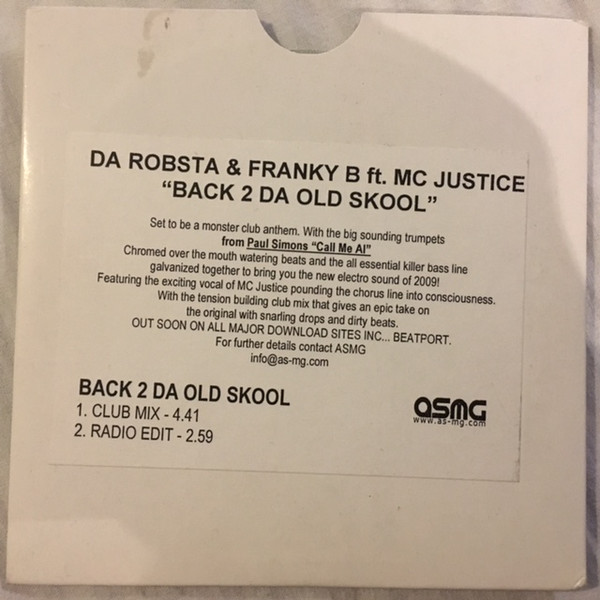 DA ROBSTA & FRANKY B ft. MC JUSTICE
“BACK 2 DA OLD SKOOL”
Set to be a monster club anthem. With the big sounding trumpets
from Paul Simons “Call Me Al”
Chromed over the mouth watering beats and the all essential killer bass line
galvanized together to bring you the new electro sound of 2009!
Featuring the exciting vocal of MC Justice pounding the chorus line into consciousness.
With the tension building club mix that gives an epic take on
the original with snarling drops and dirty beats.
OUT SOON ON ALL MAJOR DOWNLOAD SITES INC... BEATPORT.
For further details contact ASMG
info@as-mg.com
BACK 2 DA OLD SKOOL
1. CLUB MIX - 4.41
2. RADIO EDIT - 2.59
ASMG
www.as-mg.com